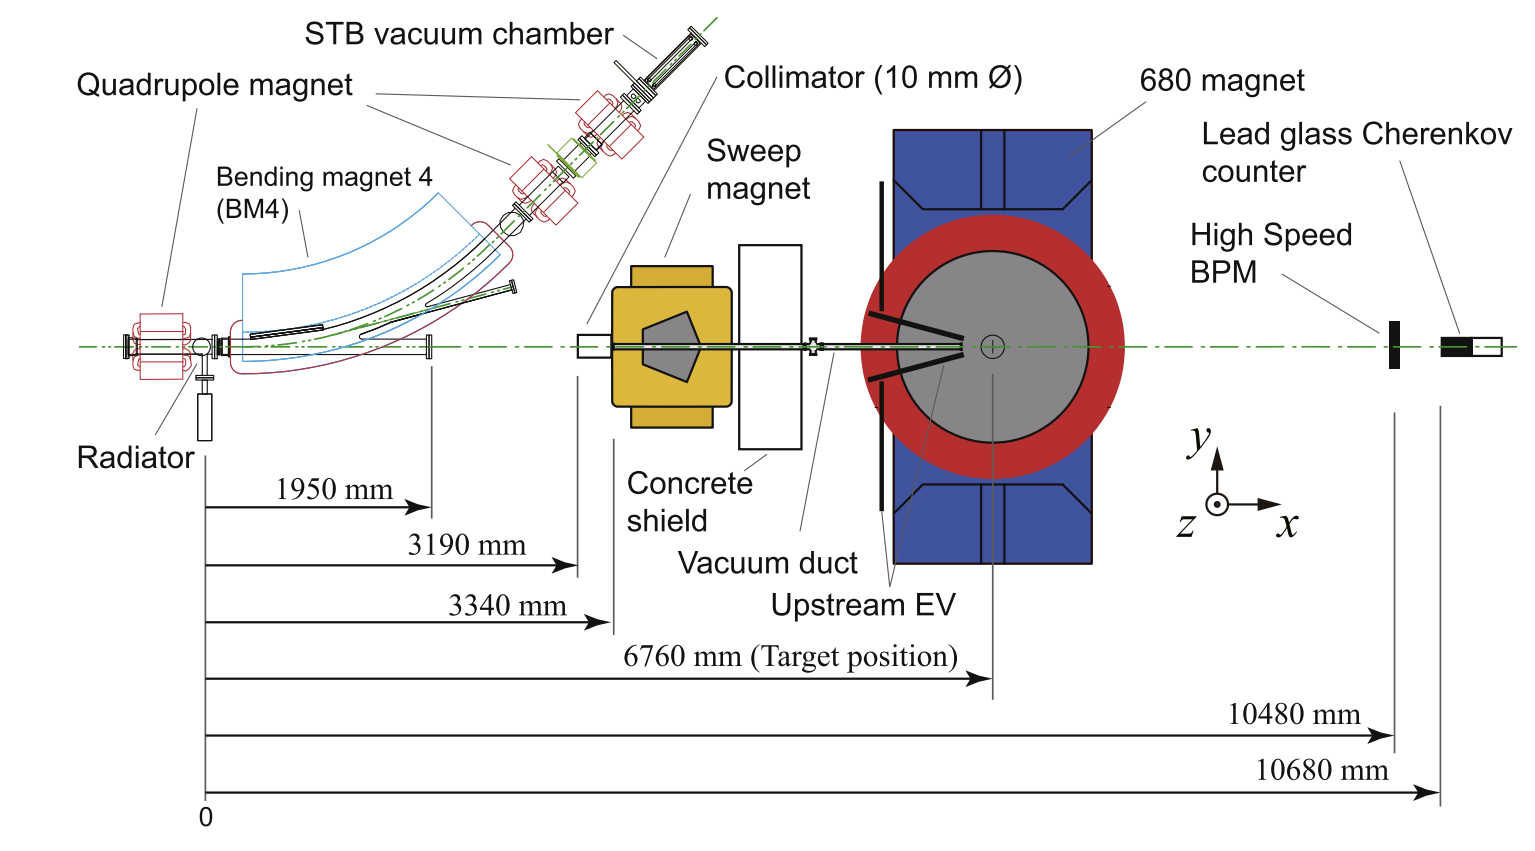 STB vacuum chamber
Quadrupole magnet
Collimator (10 mm Ø)
680 magnet
Lead glass Cherenkov
counter
Sweep
magnet
Bending magnet 4
(BM4)
High Speed
BPM
Radiator
Concrete
shield
Vacuum duct
Upstream EV
y
z
x
1950 mm
3190 mm
3340 mm
6760 mm (Target position)
10480 mm
10680 mm
0